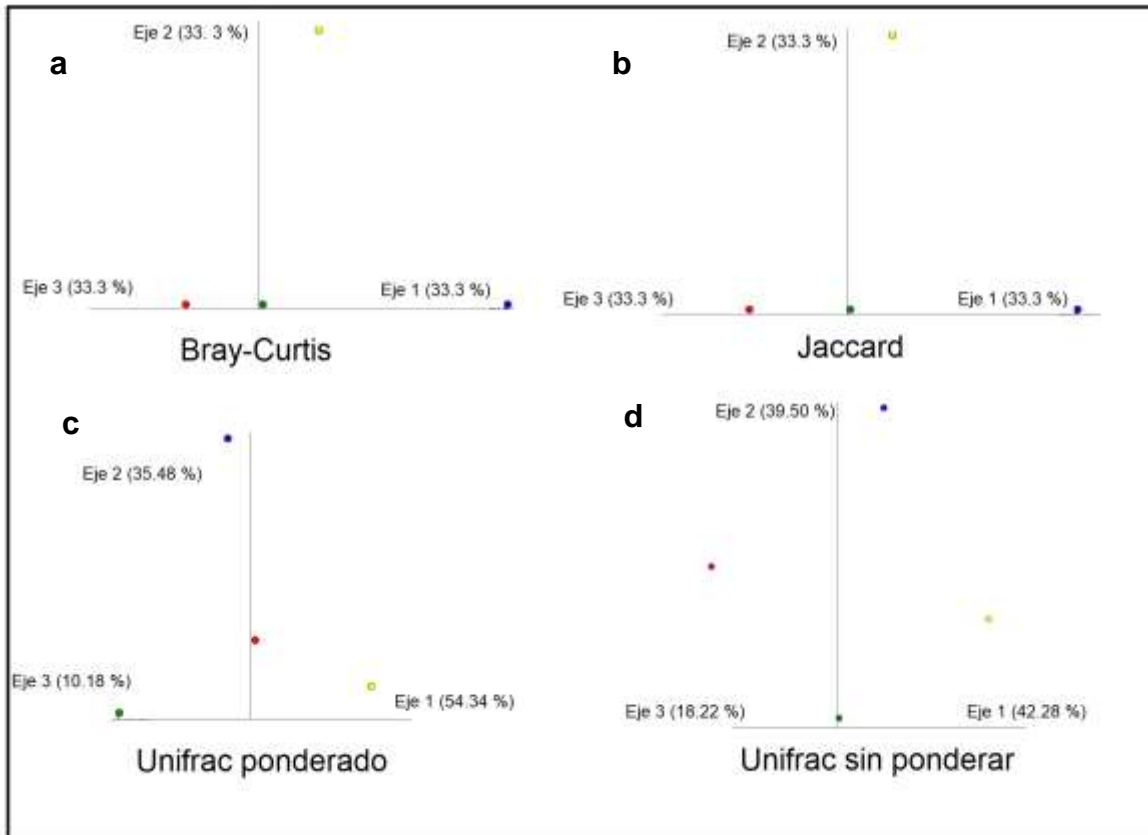 a
Eje 2 (33. 3 %)
Eje 3 (33.3 %)
Eje 1 (33.3 %)
Bray-Curtis
b
Eje 2 (33.3 %)
Eje 3 (33.3 %)
Eje 1 (33.3 %)
Jaccard
c
Eje 2 (35.48 %)
Eje 3 (10.18 %)
Eje 1 (54.34 %)
Unifrac ponderado
d
Eje 2 (39.50 %)
Eje 3 (18.22 %)
Eje 1 (42.28 %)
Unifrac sin ponderar